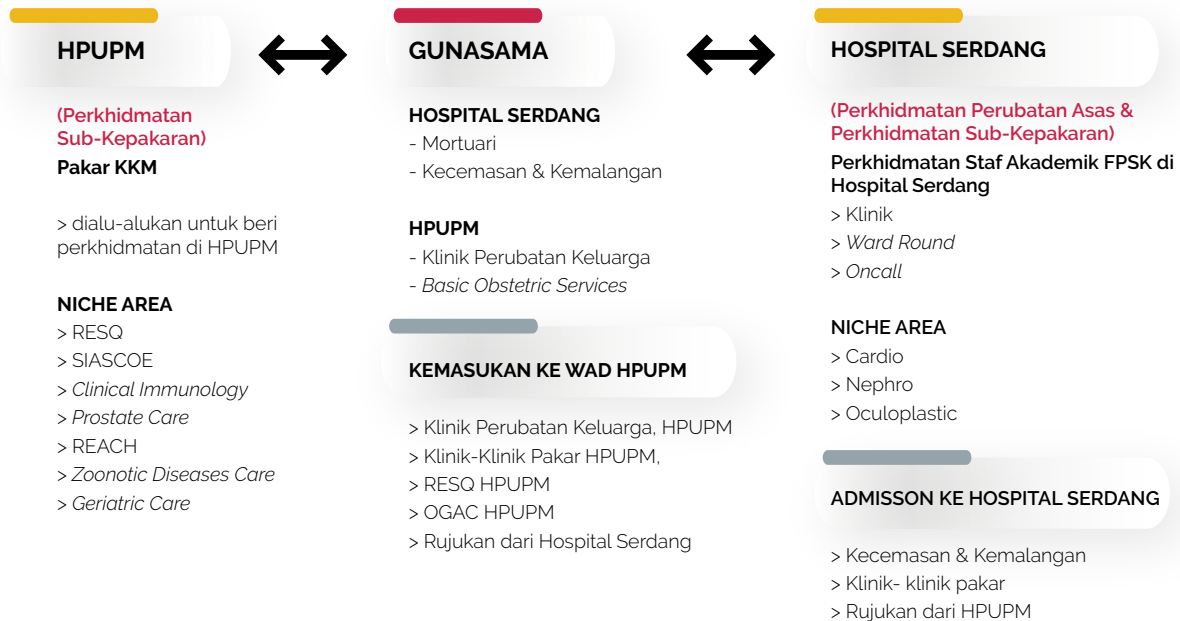 HPUPM
(Perkhidmatan
Sub-Kepakaran)
Pakar KKM
> dialu-alukan untuk beri
perkhidmatan di HPUPM
NICHE AREA
> RESQ
> SIASCOE
> Clinical Immunology
> Prostate Care
> REACH
> Zoonotic Diseases Care
> Geriatric Care
GUNASAMA
HOSPITAL SERDANG
- Mortuari
- Kecemasan & Kemalangan
HPUPM
- Klinik Perubatan Keluarga
- Basic Obstetric Services
KEMASUKAN KE WAD HPUPM
> Klinik Perubatan Keluarga, HPUPM
> Klinik-Klinik Pakar HPUPM,
> RESQ HPUPM
> OGAC HPUPM
> Rujukan dari Hospital Serdang
HOSPITAL SERDANG
(Perkhidmatan Perubatan Asas &
Perkhidmatan Sub-Kepakaran)
Perkhidmatan Staf Akademik FPSK di
Hospital Serdang
> Klinik
> Ward Round
> Oncall
NICHE AREA
> Cardio
> Nephro
> Oculoplastic
ADMISSON KE HOSPITAL SERDANG
> Kecemasan & Kemalangan
> Klinik- klinik pakar
> Rujukan dari HPUPM